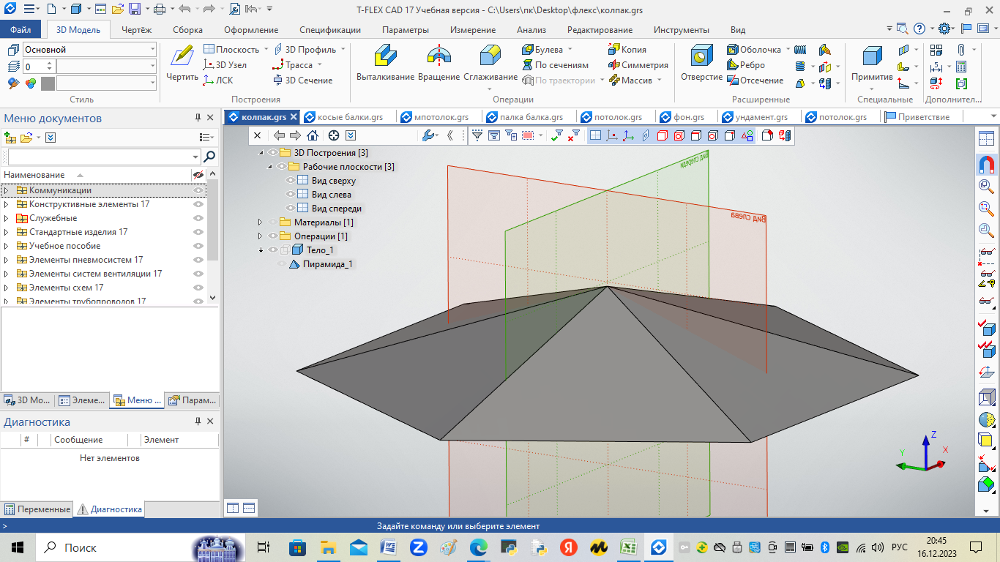 T-FLEX CAD 17 Учебная версия - C:\Users\пк\Desktop\флекс\колпак.grs
Файл 3D Модель Чертёж Сборка Оформление Спецификации Параметры Измерение Анализ Редактирование Инструменты Вид
Основной
0
Стиль
Чертить
Плоскость 3D Профиль
3D Узел Трасса
ЛСК 3D Сечение
Построения
Выталкивание Вращение Сглаживание
Булева Копия
По сечениям Симметрия
По траектории Массив
Операции
Отверстие
Оболочка
Ребро
Отсечение
Расширенные
Примитив
Специальные
Дополнител...
Меню документов
колпак.grs косые балки.grs мпотолок.grs палка балка.grs потолок.grs фон.grs ундамент.grs потолок.grs Приветствие
Наименование
Коммуникации
Конструктивные элементы 17
Служебные
Стандартные изделия 17
Учебное пособие
Элементы пневмосистем 17
Элементы систем вентиляции 17
Элементы схем 17
Элементы трубопроводов 17
3D Построения [3]
Рабочие плоскости [3]
Вид сверху
Вид слева
Вид спереди
Материалы [1]
Операции [1]
Тело_1
Пирамида_1
Вид спереди
Вид слева
Z
Y
X
3D Мо... Элеме... Меню ... Парам...
Диагностика
# Сообщение Элемент
Нет элементов
Переменные Диагностика
> Задайте команду или выберите элемент
Поиск
РУС
20:45
16.12.2023